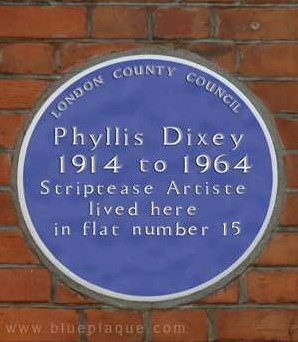 LONDON COUNTY COUNCIL
Phyllis Dixey
1914 to 1964
Striptease Artiste
lived here
in flat number 15
www.blueplaque.com